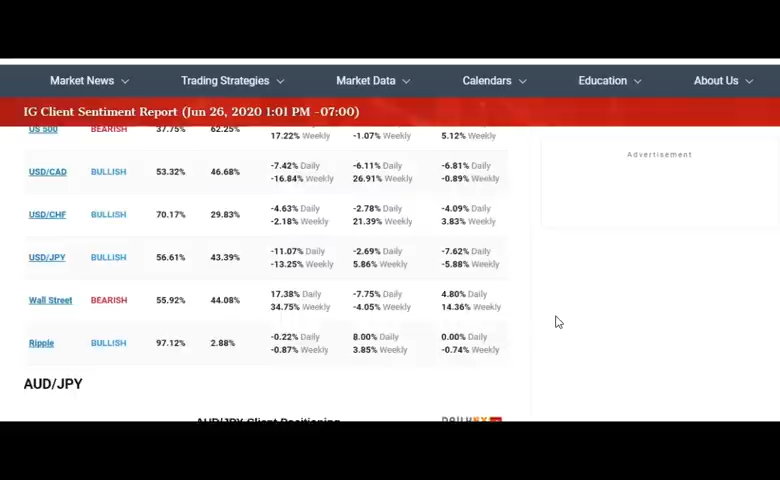 Market News Trading Strategies Market Data Calendars Education About Us
IG Client Sentiment Report (Jun 26, 2020 1:01 PM -07:00)
US 500 BEARISH 37.75% 62.25%
17.22% Weekly -1.07% Weekly 5.12% Weekly
Advertisement
-7.42% Daily -6.11% Daily -6.81% Daily
USD/CAD BULLISH 53.32% 46.68%
-16.84% Weekly 26.91% Weekly -0.89% Weekly
-4.63% Daily -2.78% Daily -4.09% Daily
USD/CHF BULLISH 70.17% 29.83%
-2.18% Weekly 21.39% Weekly 3.83% Weekly
-11.07% Daily -2.69% Daily -7.62% Daily
USD/JPY BULLISH 56.61% 43.39%
-13.25% Weekly 5.86% Weekly -5.88% Weekly
17.38% Daily -7.75% Daily 4.80% Daily
Wall Street BEARISH 55.92% 44.08%
34.75% Weekly -4.05% Weekly 14.36% Weekly
-0.22% Daily 8.00% Daily 0.00% Daily
Ripple BULLISH 97.12% 2.88%
-0.87% Weekly 3.85% Weekly -0.74% Weekly
AUD/JPY
AUD/JPY Client Positioning